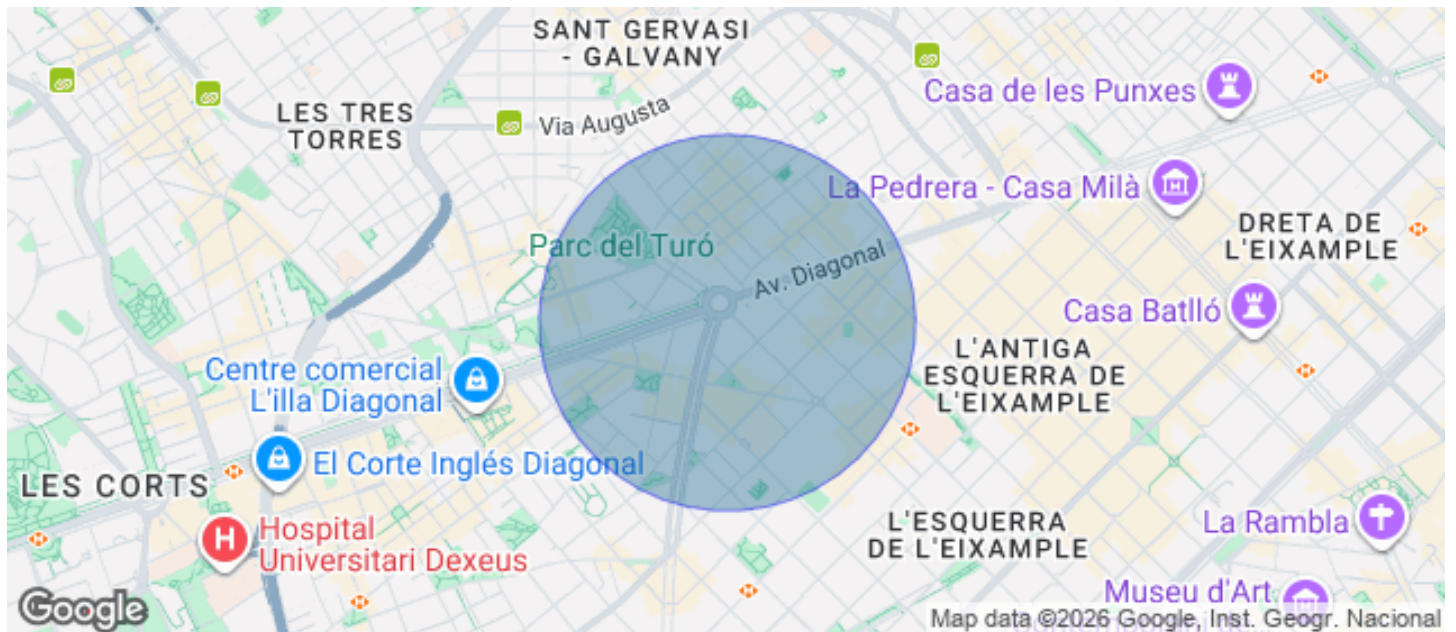 SANT GERVASI
- GALVANY
Casa de les Punxes
LES TRES
TORRES
Via Augusta
La Pedrera - Casa Milà
DRETA DE
L'EIXAMPLE
Parc del Turó
Av. Diagonal
Casa Batlló
L'ANTIGA
ESQUERRA DE
L'EIXAMPLE
Centre comercial
L'illa Diagonal
El Corte Inglés Diagonal
LES CORTS
H
Hospital
Universitari Dexeus
L'ESQUERRA
DE L'EIXAMPLE
La Rambla
Museu d'Art
Google
Map data ©2026 Google, Inst. Geogr. Nacional